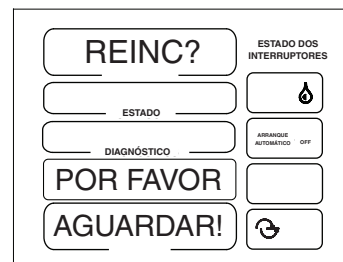 REINC?
ESTADO
DIAGNÓSTICO
POR FAVOR
AGUARDAR!
ESTADO DOS
INTERRUPTORES
ARRANQUE
AUTOMÁTICO OFF